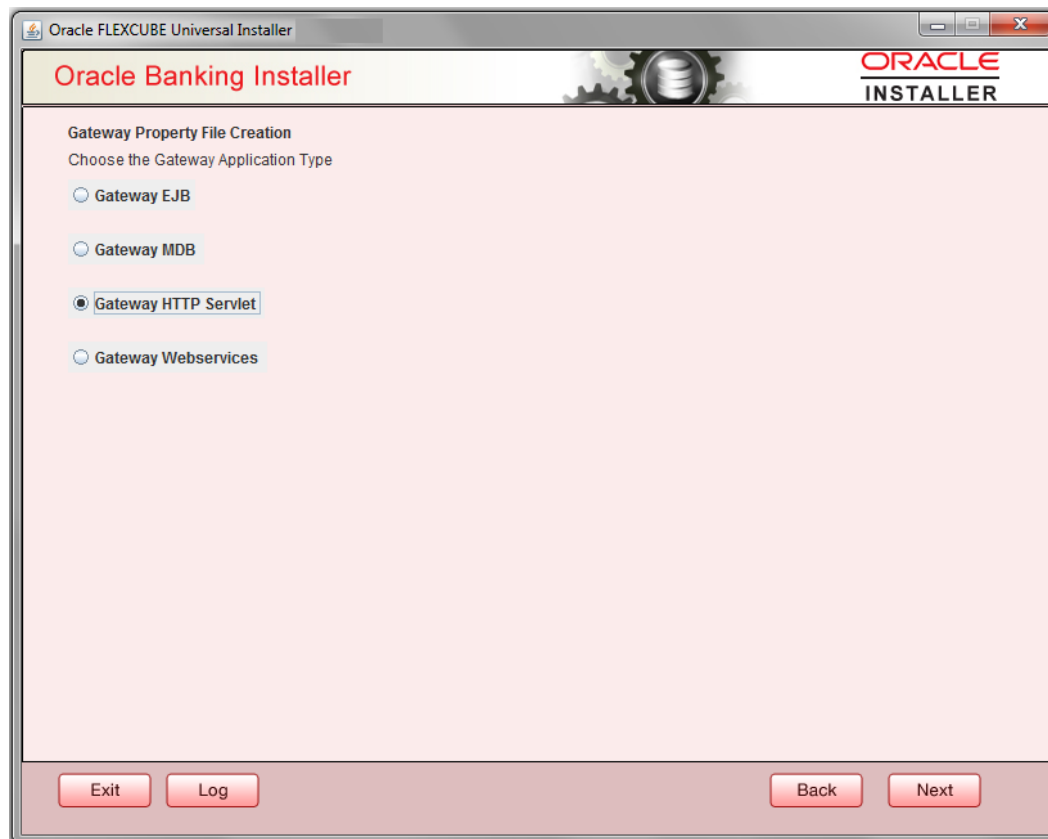 Oracle FLEXCUBE Universal Installer
Oracle Banking Installer
ORACLE
INSTALLER
Gateway Property File Creation
Choose the Gateway Application Type
Gateway EJB
Gateway MDB
Gateway HTTP Servlet
Gateway Webservices
Exit Log Back Next